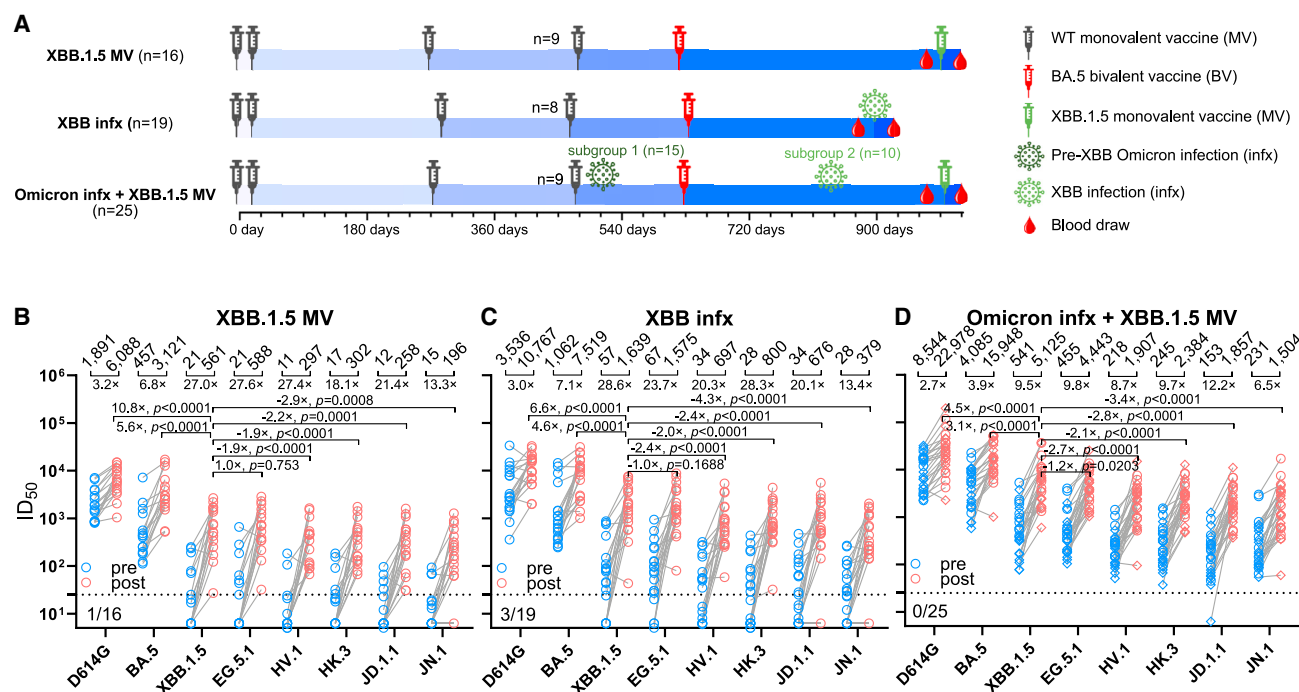 A
XBB.1.5 MV (n=16)
n=9
XBB infx (n=19)
n=8
subgroup 1 (n=15)
subgroup 2 (n=10)
Omicron infx + XBB.1.5 MV
(n=25)
n=9
0 day
180 days
360 days
540 days
720 days
900 days
WT monovalent vaccine (MV)
BA.5 bivalent vaccine (BV)
XBB.1.5 monovalent vaccine (MV)
Pre-XBB Omicron infection (infx)
XBB infection (infx)
Blood draw
B
XBB.1.5 MV
1,891 6,088 457 3,121 21 561 21 588 11 297 17 302 12 258 15 196
3.2× 6.8× 27.0× 27.6× 27.4× 18.1× 21.4× 13.3×
10.8×, p<0.0001
5.6×, p<0.0001
-2.9×, p=0.0008
-2.2×, p=0.0001
-1.9×, p<0.0001
-1.9×, p<0.0001
1.0×, p=0.753
ID50
10⁶
10⁵
10⁴
10³
10²
10¹
pre
post
1/16
D614G BA.5 XBB.1.5 EG.5.1 HV.1 HK.3 JD.1.1 JN.1
C
XBB infx
3,536 10,767 1,062 7,519 57 1,639 67 1,575 34 697 28 800 34 676 28 379
3.0× 7.1× 28.6× 23.7× 20.3× 28.3× 20.1× 13.4×
6.6×, p<0.0001
4.6×, p<0.0001
-4.3×, p<0.0001
-2.4×, p<0.0001
-2.0×, p<0.0001
-2.4×, p<0.0001
-1.0×, p=0.1688
pre
post
3/19
D614G BA.5 XBB.1.5 EG.5.1 HV.1 HK.3 JD.1.1 JN.1
D
Omicron infx + XBB.1.5 MV
8,544 22,978 4,085 15,948 541 5,125 455 4,443 218 1,907 245 2,384 153 1,857 231 1,504
2.7× 3.9× 9.5× 9.8× 8.7× 9.7× 12.2× 6.5×
4.5×, p<0.0001
3.1×, p<0.0001
-3.4×, p<0.0001
-2.8×, p<0.0001
-2.1×, p<0.0001
-2.7×, p<0.0001
-1.2×, p=0.0203
pre
post
0/25
D614G BA.5 XBB.1.5 EG.5.1 HV.1 HK.3 JD.1.1 JN.1